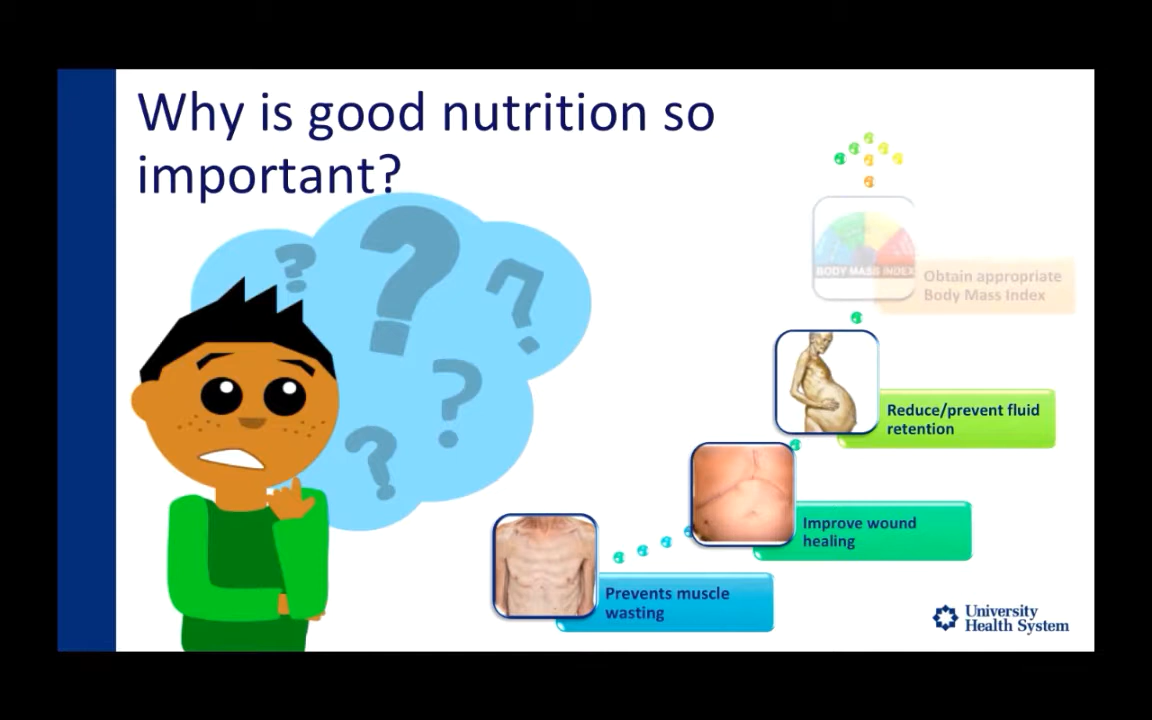 Why is good nutrition so
important?
? ? ? ? ?
BODY MASS INDEX
Obtain appropriate
Body Mass Index
Reduce/prevent fluid
retention
Improve wound
healing
Prevents muscle
wasting
University
Health System